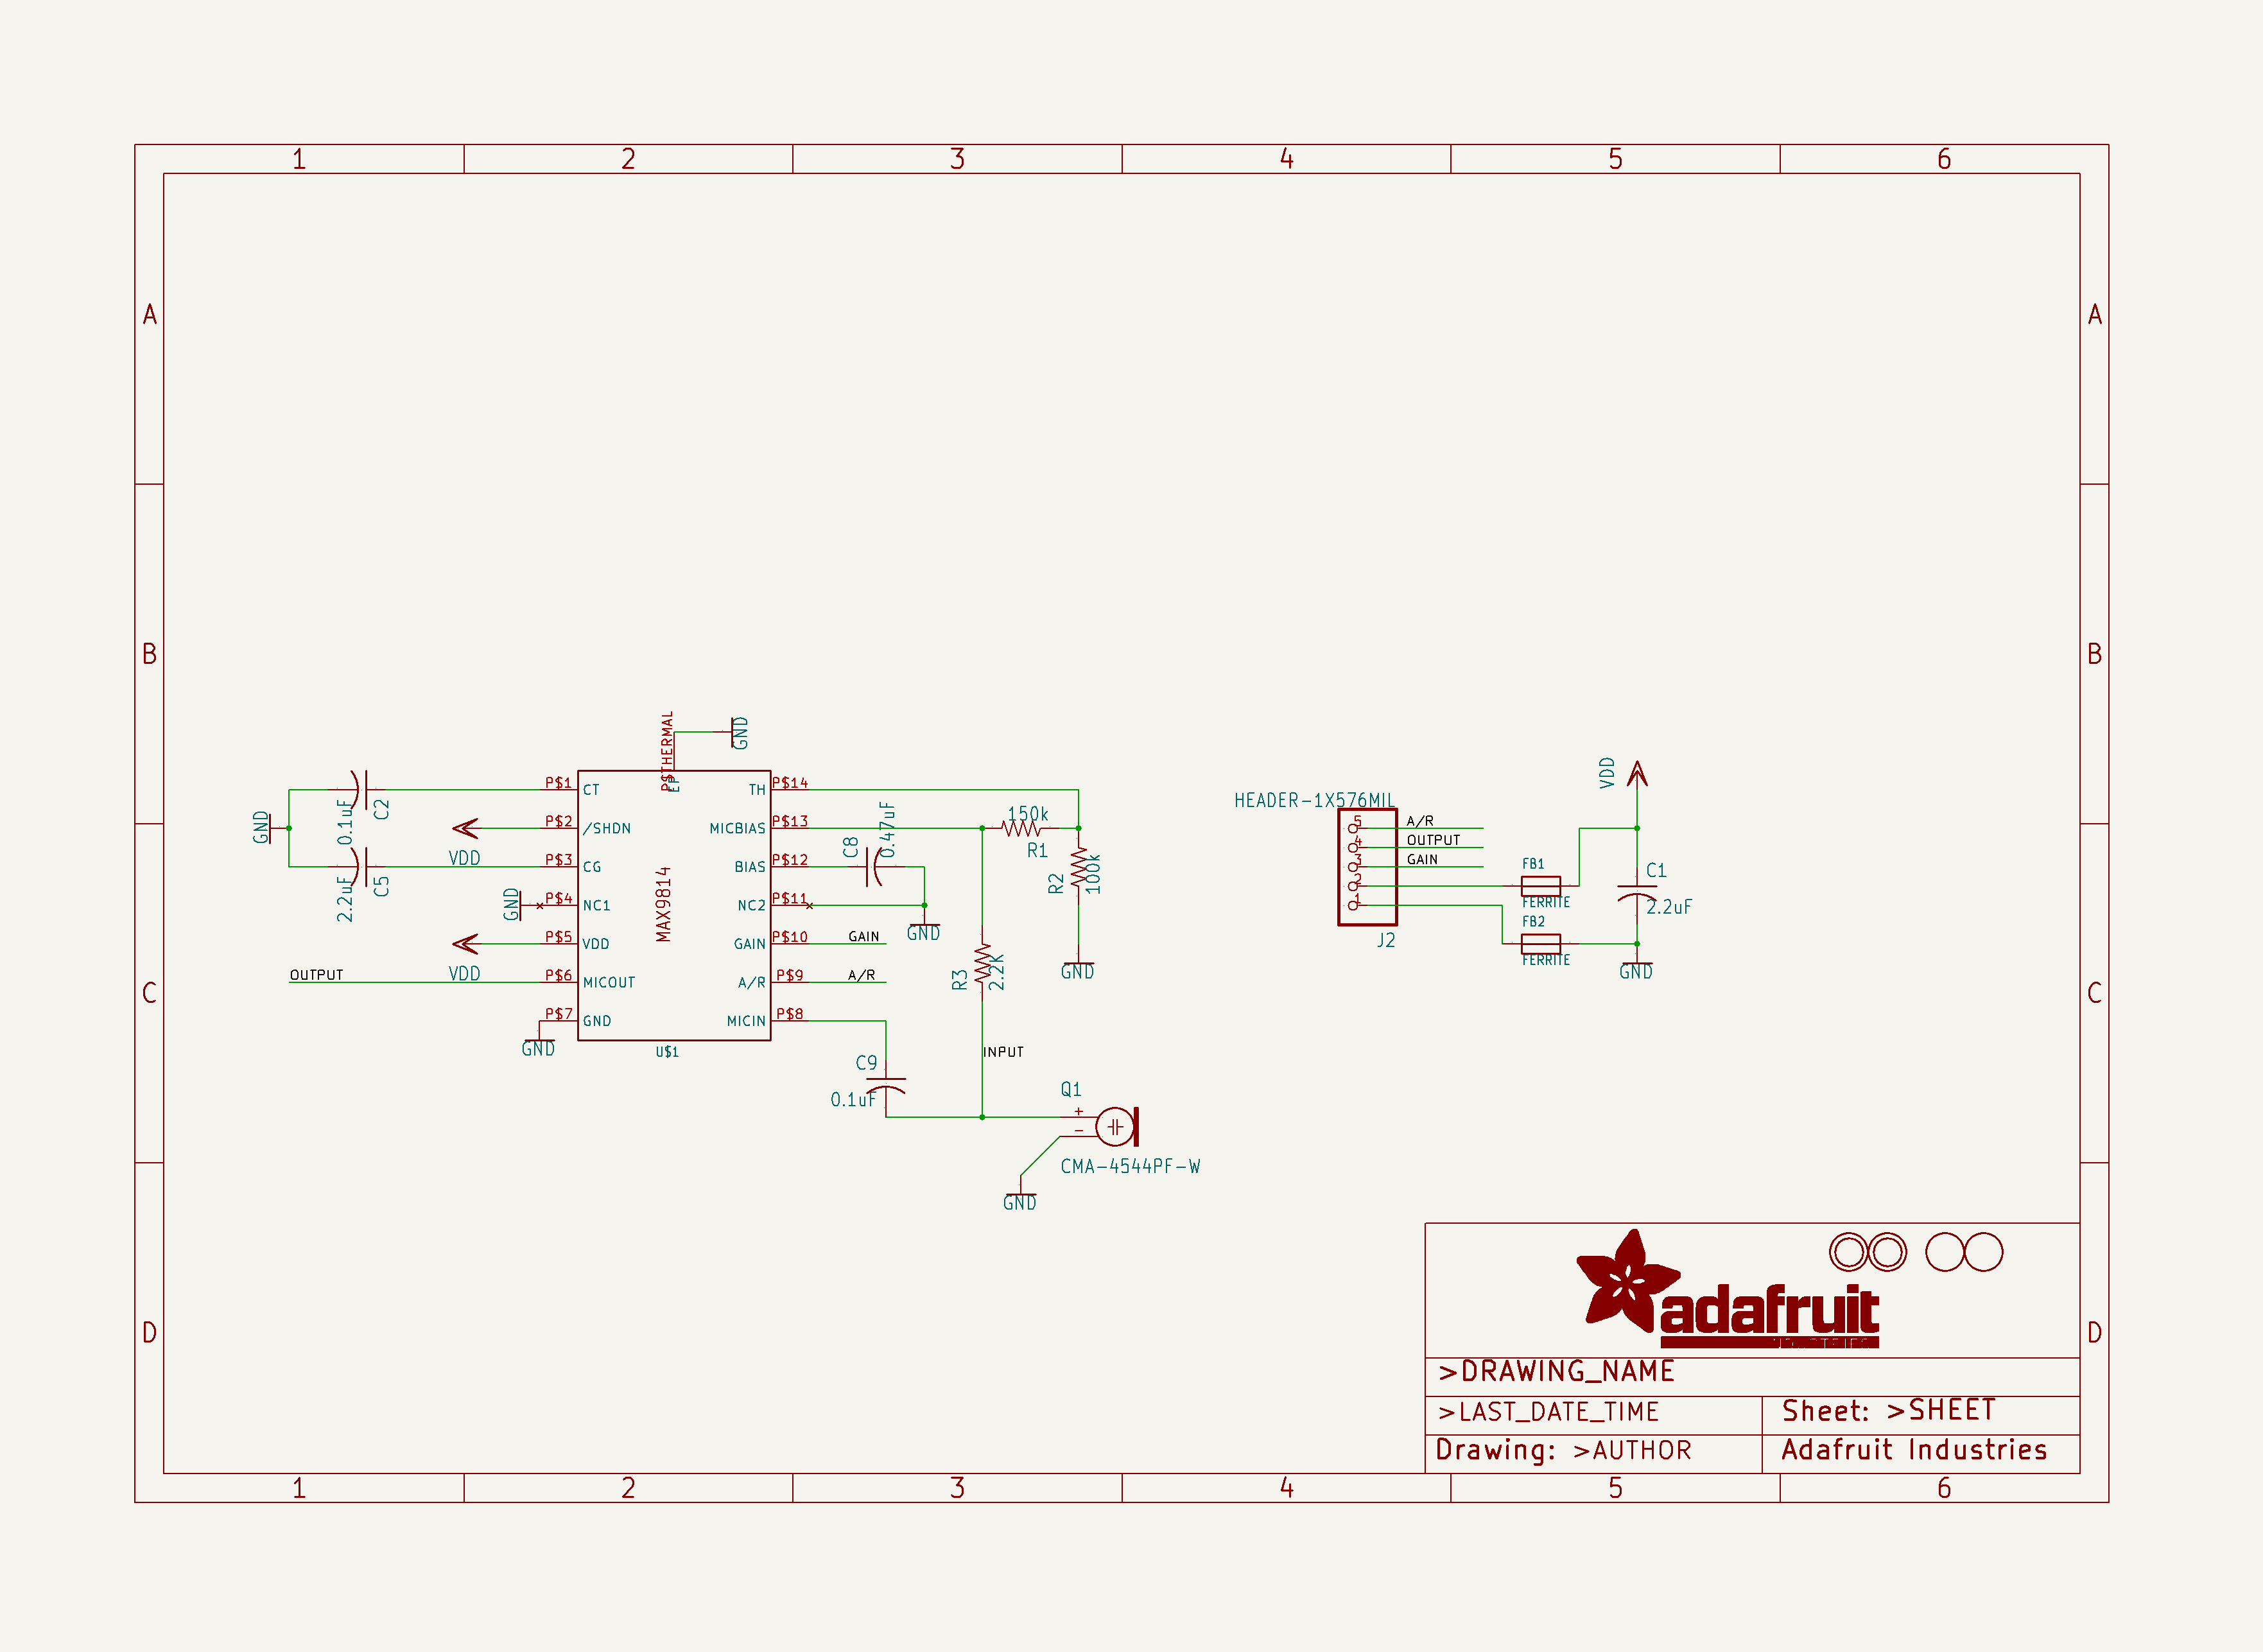 1 2 3 4 5 6
A A
B B
C C
D D
P$THERMAL
EP
GND
P$1 CT
P$2 /SHDN
P$3 CG
P$4 NC1
P$5 VDD
P$6 MICOUT
P$7 GND
TH P$14
MICBIAS P$13
BIAS P$12
NC2 P$11
GAIN P$10
A/R P$9
MICIN P$8
MAX9814
U$1
GND
0.1uF
C2
2.2uF
C5
VDD
GND
VDD
OUTPUT
GND
C8
0.47uF
GND
GAIN
A/R
150k
R1
R2
100k
GND
R3
2.2K
INPUT
C9
0.1uF
Q1
+
-
CMA-4544PF-W
GND
HEADER-1X576MIL
5 A/R
4 OUTPUT
3 GAIN
2
1
J2
FB1
FERRITE
FB2
FERRITE
VDD
C1
2.2uF
GND
adafruit
>DRAWING_NAME
>LAST_DATE_TIME
Sheet: >SHEET
Drawing: >AUTHOR
Adafruit Industries
1 2 3 4 5 6